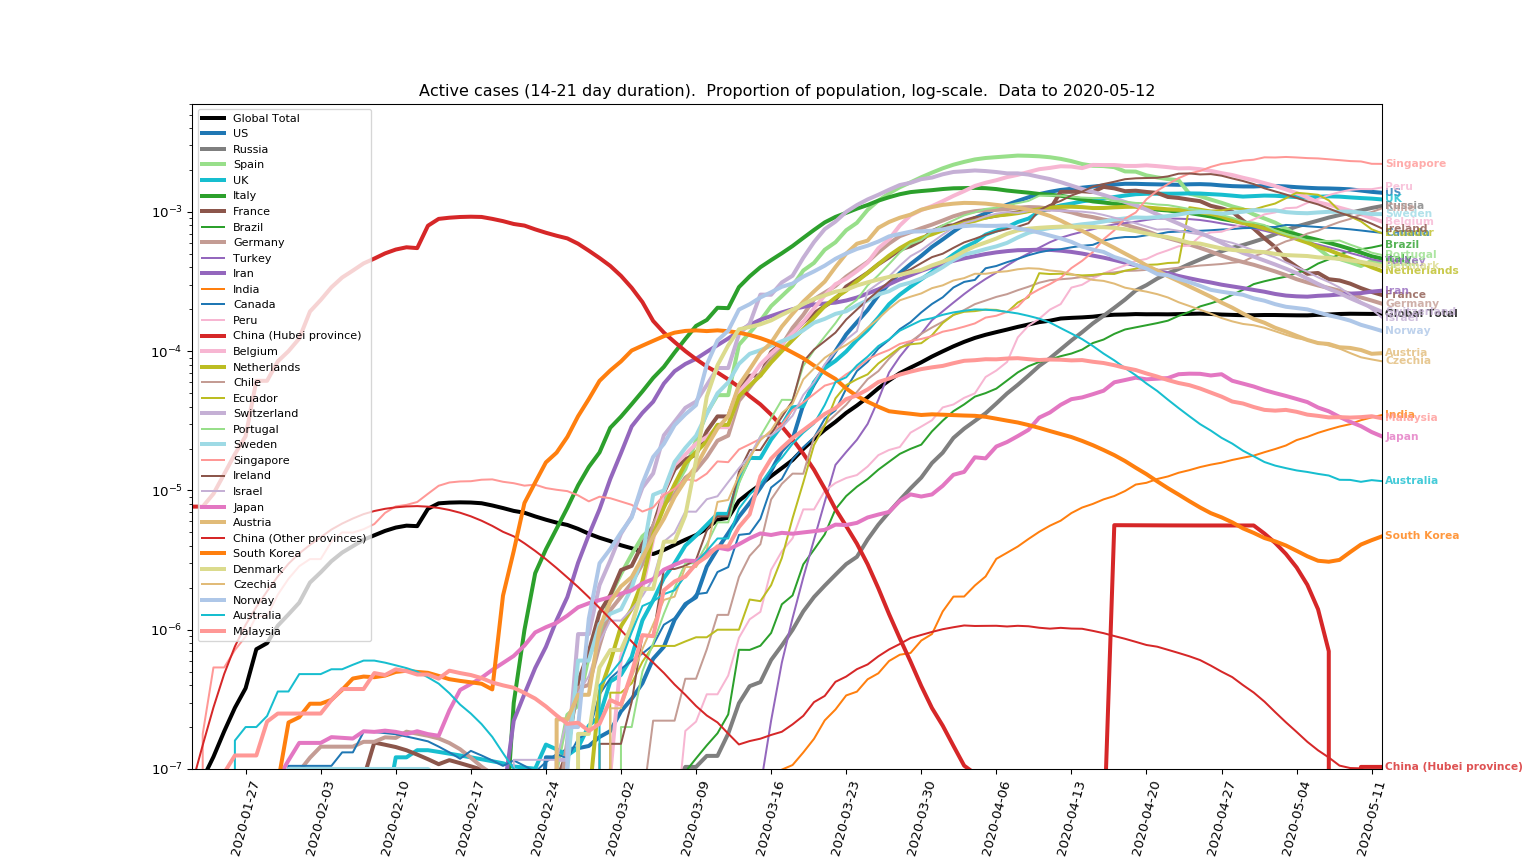 Active cases (14-21 day duration).  Proportion of population, log-scale.  Data to 2020-05-12
Global Total
US
Russia
Spain
UK
Italy
France
Brazil
Germany
Turkey
Iran
India
Canada
Peru
China (Hubei province)
Belgium
Netherlands
Chile
Ecuador
Switzerland
Portugal
Sweden
Singapore
Ireland
Israel
Japan
Austria
China (Other provinces)
South Korea
Denmark
Czechia
Norway
Australia
Malaysia
10⁻³
10⁻⁴
10⁻⁵
10⁻⁶
10⁻⁷
Singapore
Peru
US
UK
Russia
Sweden
Belgium
Ireland
Brazil
Portugal
Netherlands
Iran
France
Germany
Global Total
Israel
Norway
Austria
Czechia
India
Malaysia
Japan
Australia
South Korea
China (Hubei province)
2020-01-27
2020-02-03
2020-02-10
2020-02-17
2020-02-24
2020-03-02
2020-03-09
2020-03-16
2020-03-23
2020-03-30
2020-04-06
2020-04-13
2020-04-20
2020-04-27
2020-05-04
2020-05-11